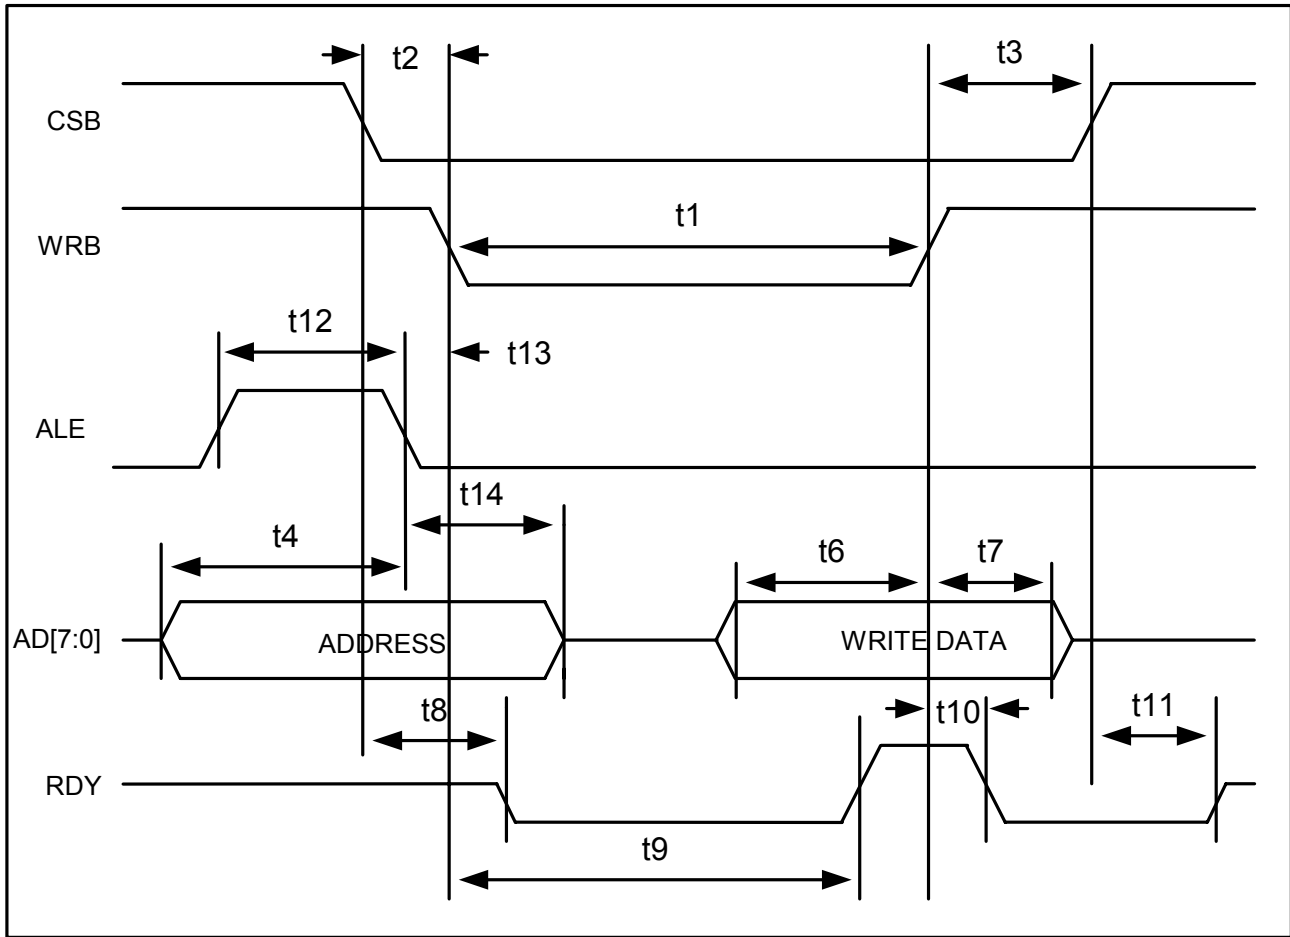 t2
t3
CSB
t1
WRB
t12
t13
ALE
t14
t4
t6
t7
AD[7:0]
ADDRESS
WRITE DATA
t8
t10
t11
RDY
t9